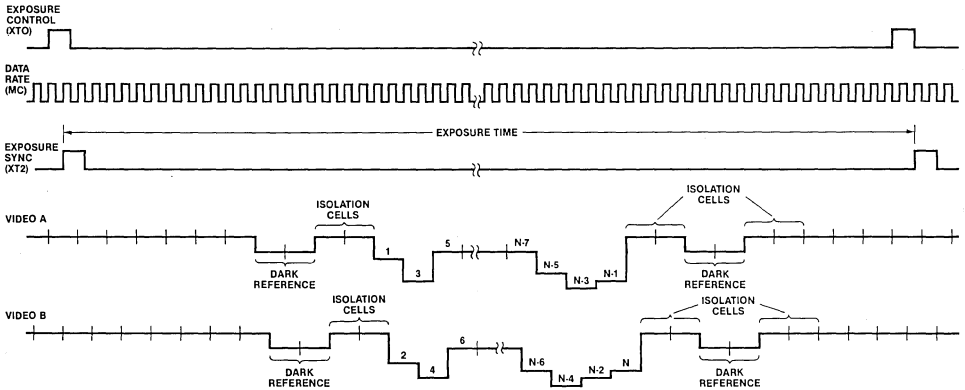 EXPOSURE
CONTROL
(XTO)
DATA
RATE
(MC)
EXPOSURE TIME
EXPOSURE
SYNC
(XT2)
ISOLATION
CELLS
ISOLATION
CELLS
VIDEO A
1
3
5
N-7
N-5
N-3
N-1
DARK
REFERENCE
DARK
REFERENCE
ISOLATION
CELLS
ISOLATION
CELLS
VIDEO B
2
4
6
N-6
N-4
N-2
N
DARK
REFERENCE
DARK
REFERENCE